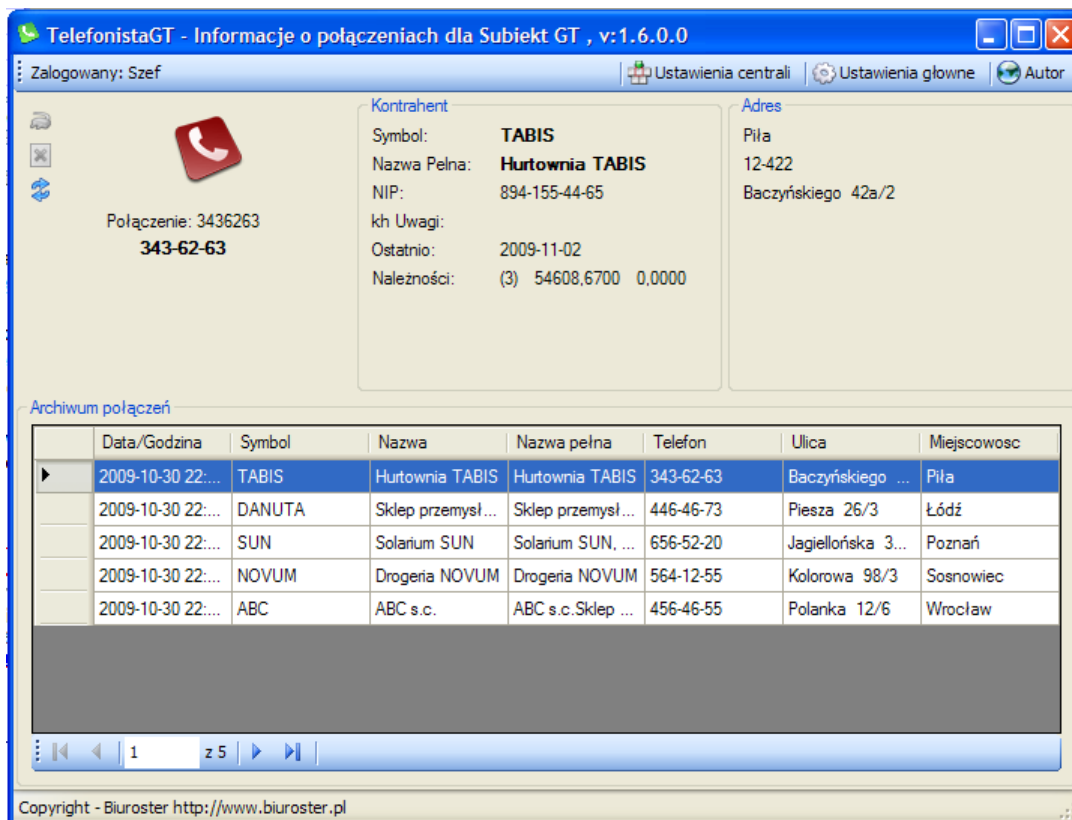 TelefonistaGT - Informacje o połączeniach dla Subiekt GT , v:1.6.0.0
Zalogowany: Szef Ustawienia centrali Ustawienia głowne Autor
Połączenie: 3436263
343-62-63
Kontrahent
Symbol: TABIS
Nazwa Pelna: Hurtownia TABIS
NIP: 894-155-44-65
kh Uwagi:
Ostatnio: 2009-11-02
Należności: (3) 54608,6700 0,0000
Adres
Piła
12-422
Baczyńskiego 42a/2
Archiwum połączeń
Data/Godzina Symbol Nazwa Nazwa pełna Telefon Ulica Miejscowosc
2009-10-30 22:... TABIS Hurtownia TABIS Hurtownia TABIS 343-62-63 Baczyńskiego ... Piła
2009-10-30 22:... DANUTA Sklep przemysł... Sklep przemysł... 446-46-73 Piesza 26/3 Łódź
2009-10-30 22:... SUN Solarium SUN Solarium SUN, ... 656-52-20 Jagiellońska 3... Poznań
2009-10-30 22:... NOVUM Drogeria NOVUM Drogeria NOVUM 564-12-55 Kolorowa 98/3 Sosnowiec
2009-10-30 22:... ABC ABC s.c. ABC s.c.Sklep ... 456-46-55 Polanka 12/6 Wrocław
1 z 5
Copyright - Biuroster http://www.biuroster.pl